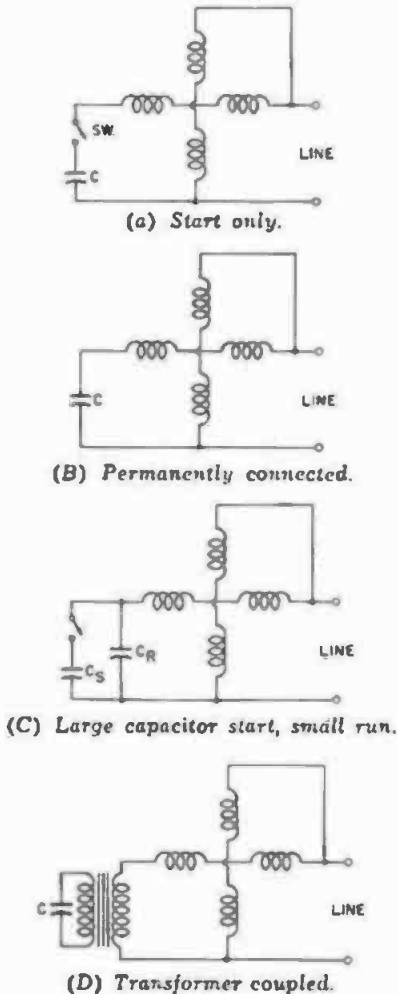 SW.
C
LINE
(a) Start only.
C
LINE
(B) Permanently connected.
C_S
C_R
LINE
(C) Large capacitor start, small run.
C
LINE
(D) Transformer coupled.